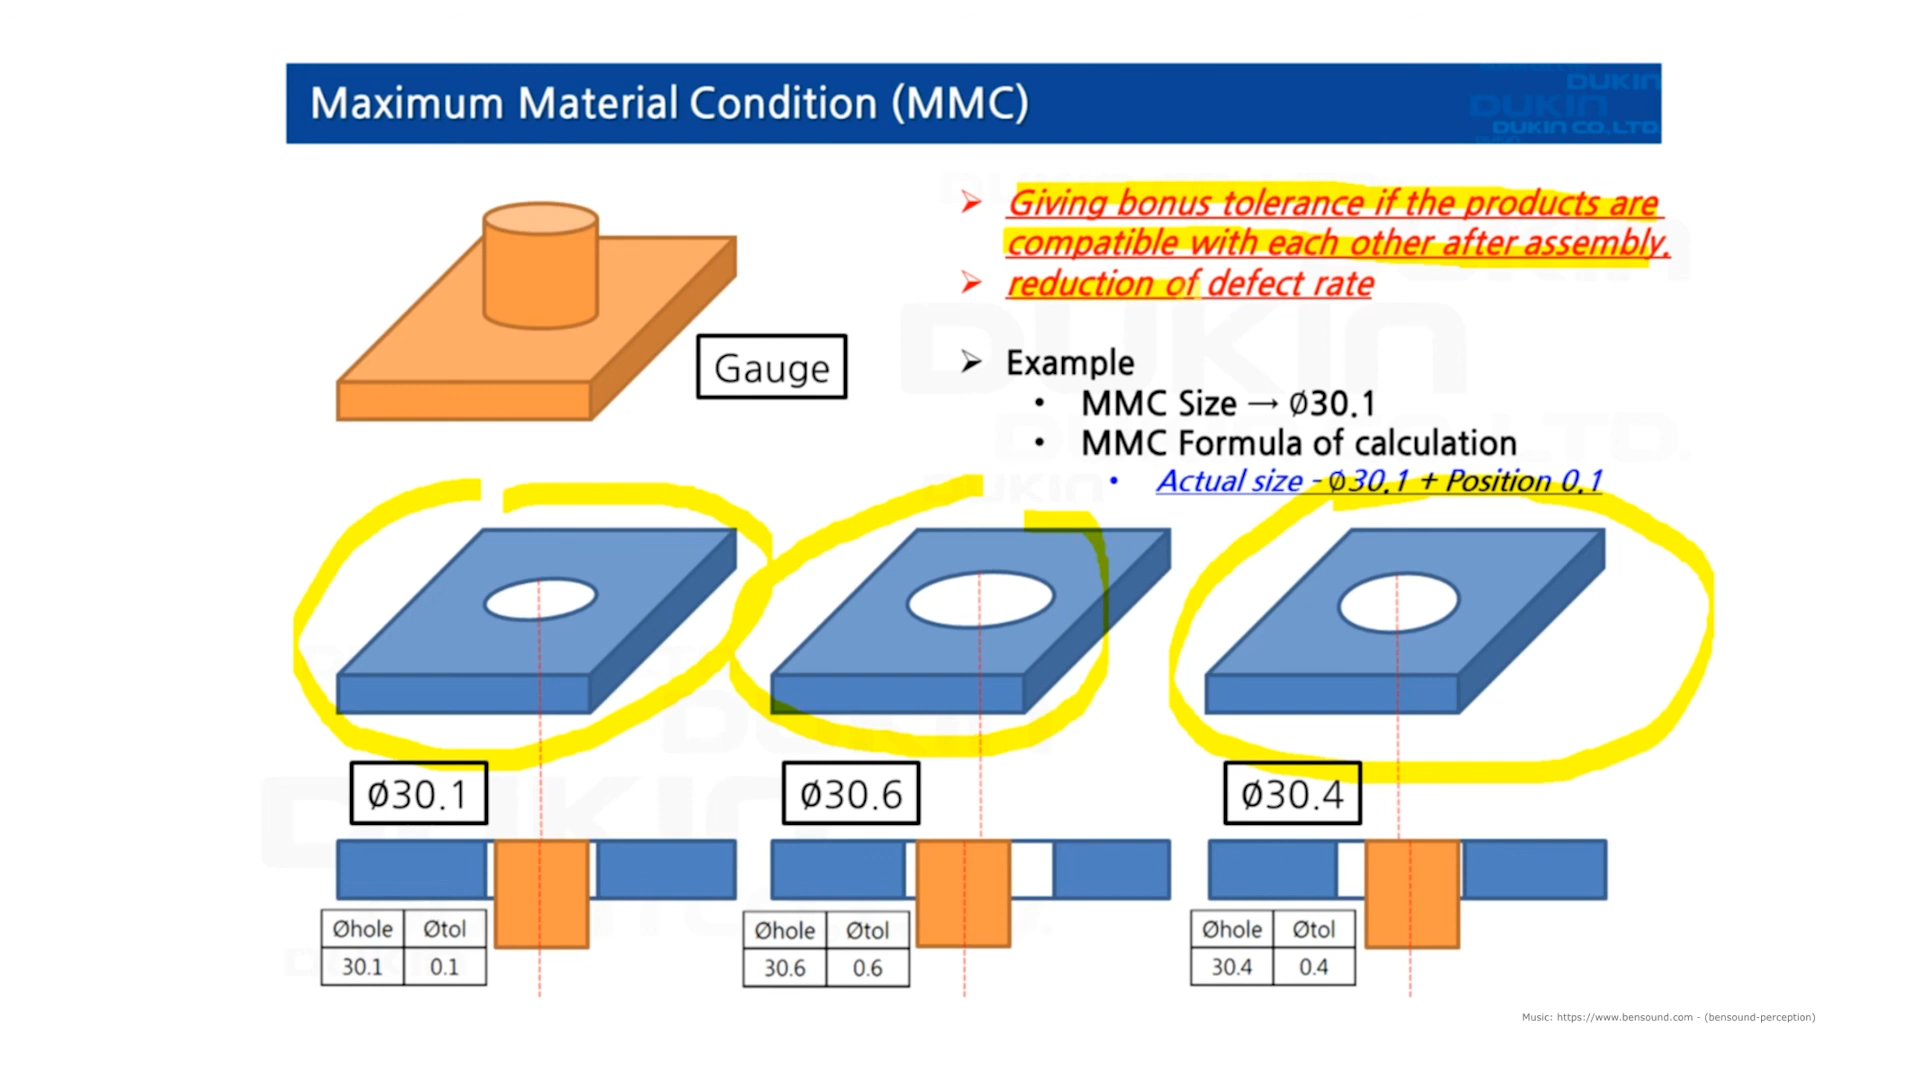 Maximum Material Condition (MMC)
DUKIN
DUKIN
DUKIN CO.,LTD
Giving bonus tolerance if the products are
compatible with each other after assembly.
reduction of defect rate
Gauge
Example
MMC Size → Ø30.1
MMC Formula of calculation
Actual size - Ø30.1 + Position 0.1
Ø30.1
Ø30.6
Ø30.4
Øhole Øtol
30.1 0.1
Øhole Øtol
30.6 0.6
Øhole Øtol
30.4 0.4
Music: https://www.bensound.com - (bensound-perception)